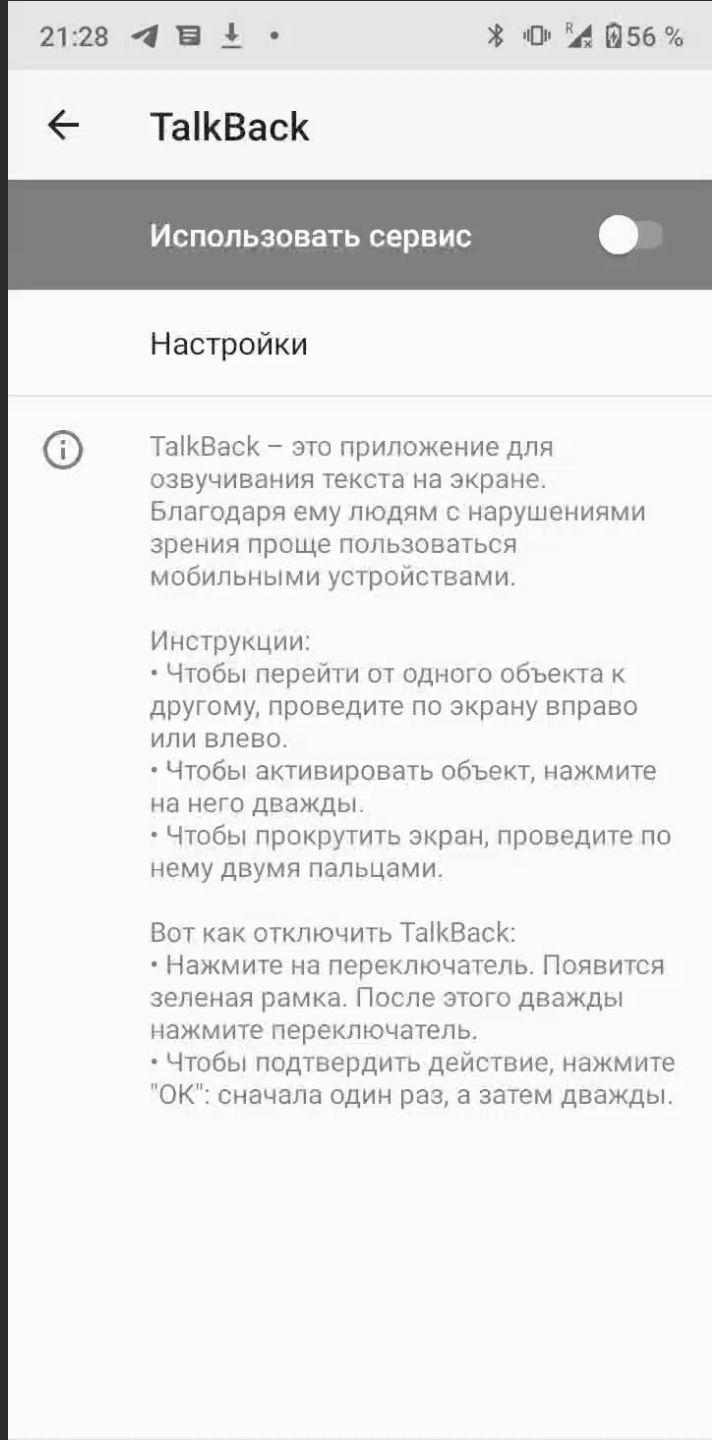 21:28 R 56 %
TalkBack
Использовать сервис
Настройки
TalkBack – это приложение для
озвучивания текста на экране.
Благодаря ему людям с нарушениями
зрения проще пользоваться
мобильными устройствами.
Инструкции:
• Чтобы перейти от одного объекта к
другому, проведите по экрану вправо
или влево.
• Чтобы активировать объект, нажмите
на него дважды.
• Чтобы прокрутить экран, проведите по
нему двумя пальцами.
Вот как отключить TalkBack:
• Нажмите на переключатель. Появится
зеленая рамка. После этого дважды
нажмите переключатель.
• Чтобы подтвердить действие, нажмите
"ОК": сначала один раз, а затем дважды.